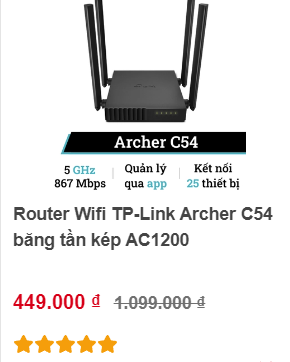 Archer C54
5 GHz
867 Mbps
Quản lý
qua app
Kết nối
25 thiết bị
Router Wifi TP-Link Archer C54
băng tần kép AC1200
449.000 ₫ 1.099.000 ₫